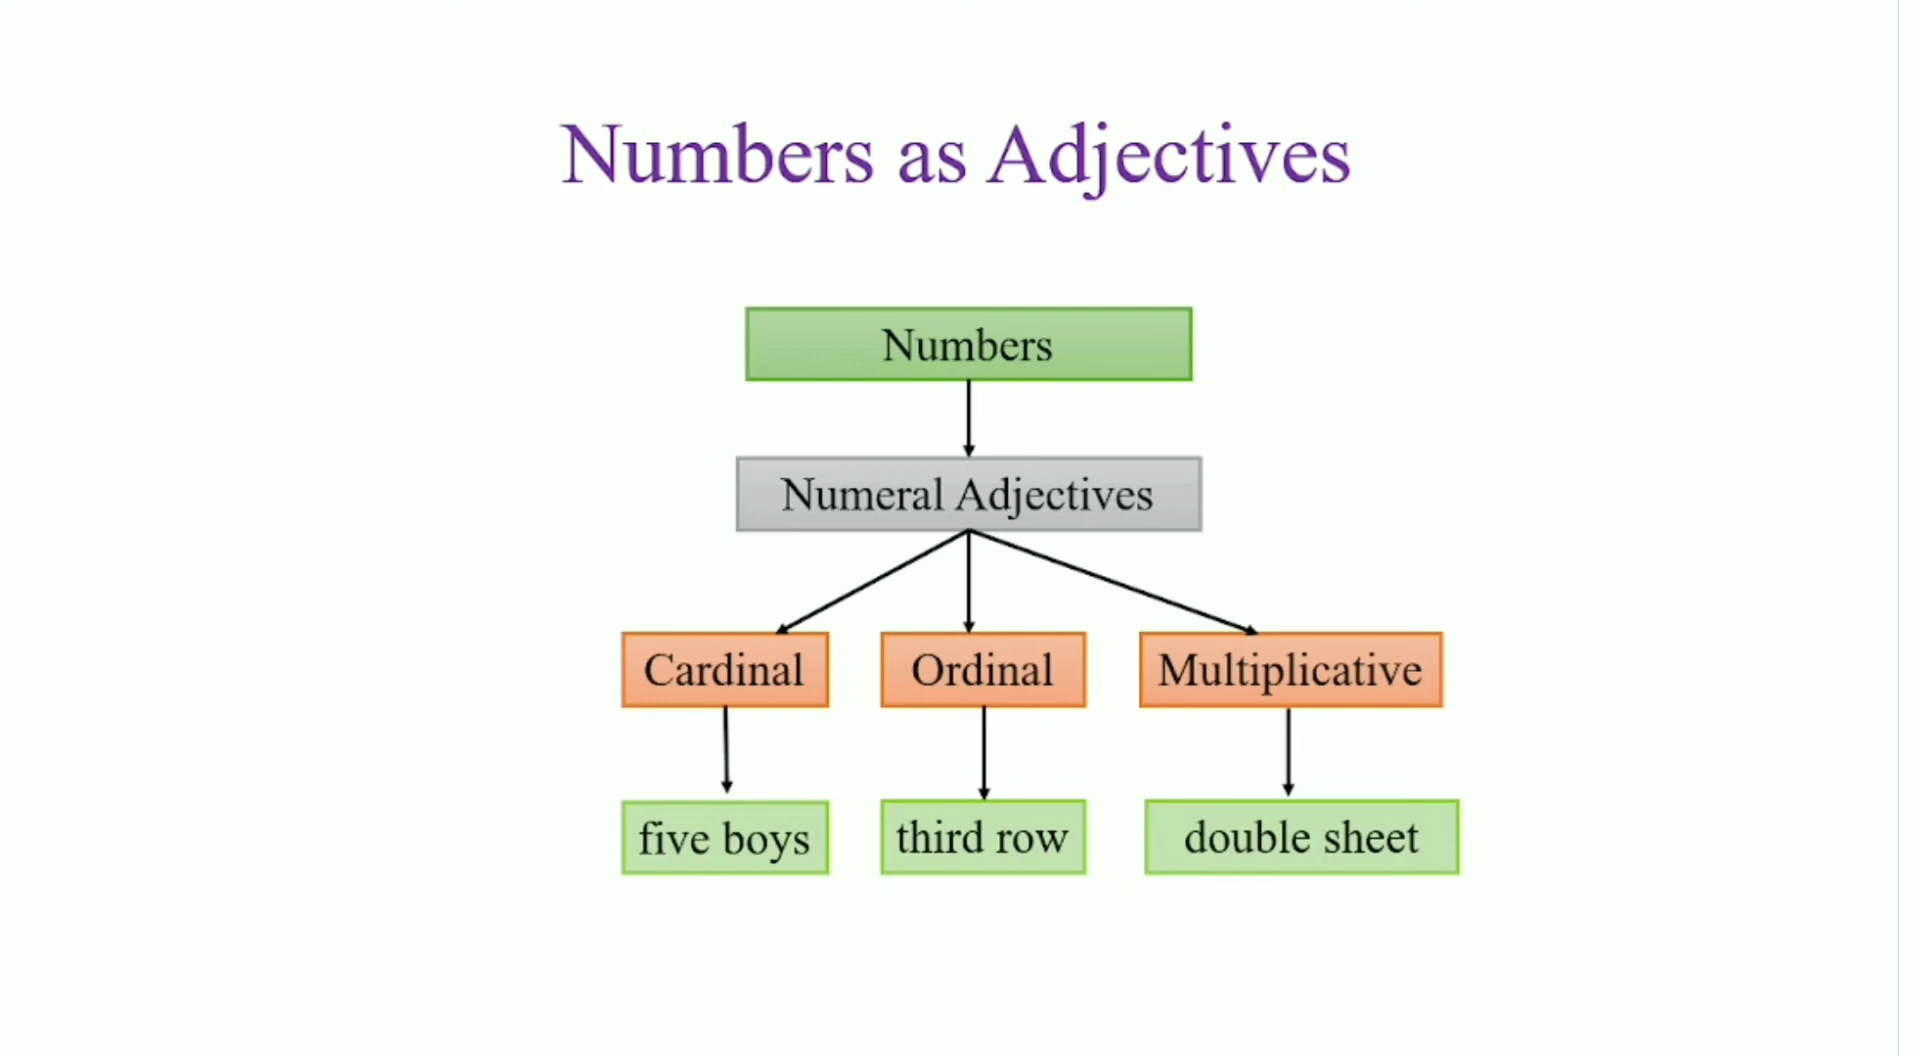 Numbers as Adjectives
Numbers
Numeral Adjectives
Cardinal
Ordinal
Multiplicative
five boys
third row
double sheet